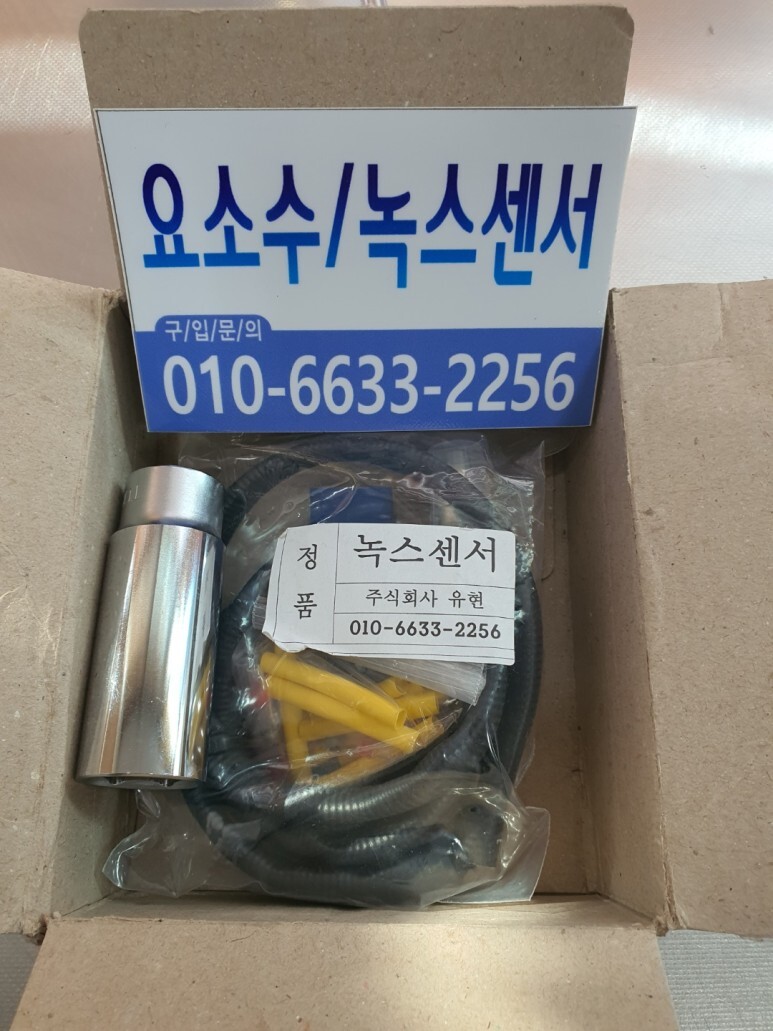 요소수/녹스센서
구/입/문/의
010-6633-2256
정품
녹스센서
주식회사 유현
010-6633-2256